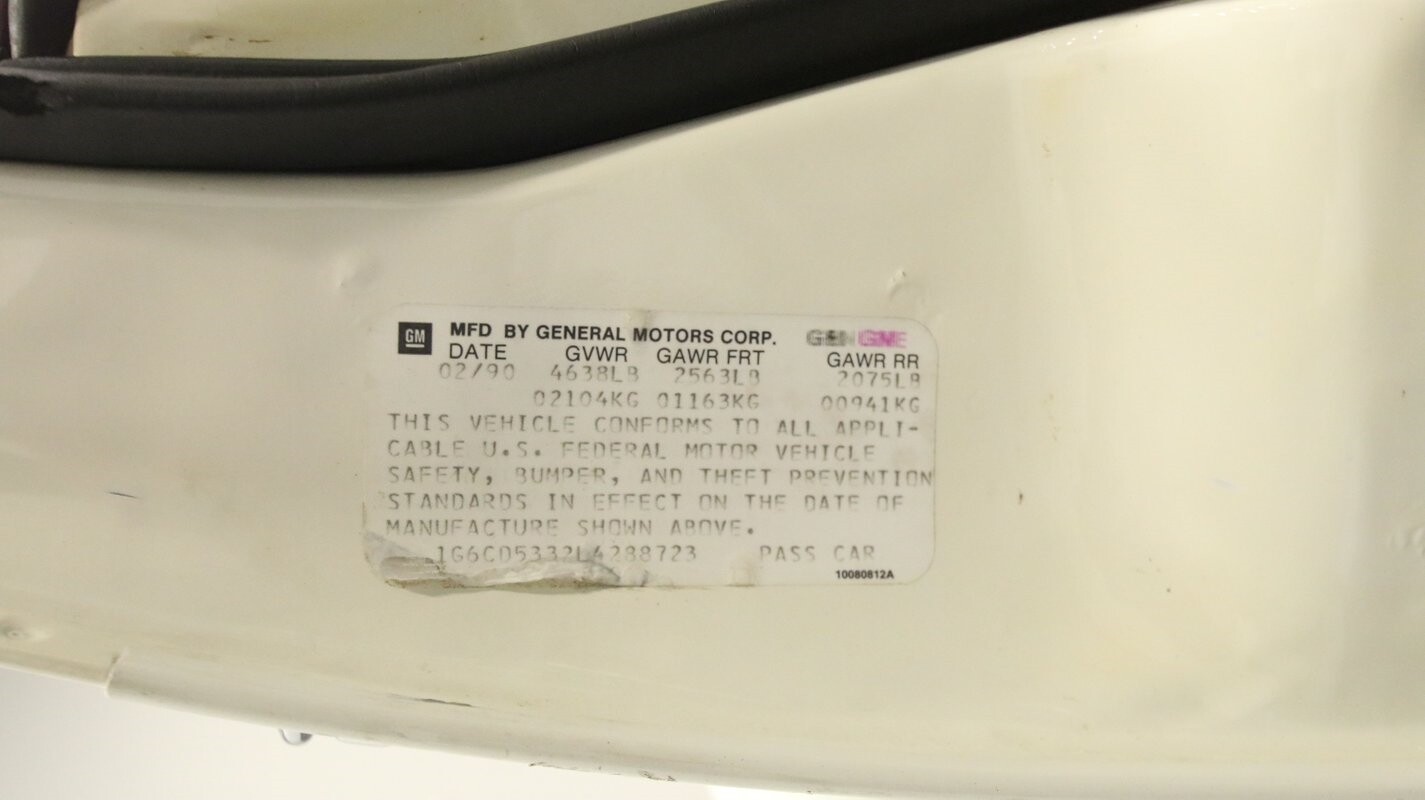 GM MFD BY GENERAL MOTORS CORP. GEN GNE
DATE GVWR GAWR FRT GAWR RR
02/90 4638LB 2563LB 2075LB
02104KG 01163KG 00941KG
THIS VEHICLE CONFORMS TO ALL APPLI-
CABLE U.S. FEDERAL MOTOR VEHICLE
SAFETY, BUMPER, AND THEFT PREVENTION
STANDARDS IN EFFECT ON THE DATE OF
MANUFACTURE SHOWN ABOVE.
1G6CD5332L4288723 PASS CAR
10080812A